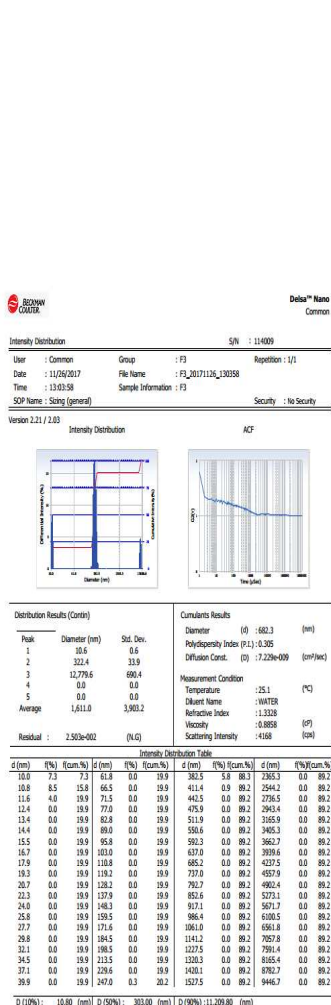 BECKMAN
COULTER
Delsa™ Nano
Common
Intensity Distribution S/N : 114009
User : Common Group : F3 Repetition : 1/1
Date : 11/26/2017 File Name : F3_20171126_130358
Time : 13:03:58 Sample Information : F3
SOP Name : Sizing (general) Security : No Security
Version 2.21 / 2.03
Intensity Distribution ACF
Differential Intensity (%)
Cumulative Intensity(%)
Diameter (nm)
G2(τ)
Time (μSec)
Distribution Results (Contin) Cumulants Results
Peak Diameter (nm) Std. Dev.
1 10.6 0.6
2 322.4 33.9
3 12,779.6 690.4
4 0.0 0.0
5 0.0 0.0
Average 1,611.0 3,903.2
Residual : 2.503e-002 (N.G)
Diameter (d) : 682.3 (nm)
Polydispersity Index (P.I.) : 0.305
Diffusion Const. (D) : 7.229e-009 (cm²/sec)
Measurement Condition
Temperature : 25.1 (°C)
Diluent Name : WATER
Refractive Index : 1.3328
Viscosity : 0.8858 (cP)
Scattering Intensity : 4168 (cps)
Intensity Distribution Table
d (nm) f(%) f(cum.%) d (nm) f(%) f(cum.%) d (nm) f(%) f(cum.%) d (nm) f(%) f(cum.%)
10.0 7.3 7.3 61.8 0.0 19.9 382.5 5.8 88.3 2365.3 0.0 89.2
10.8 8.5 15.8 66.5 0.0 19.9 411.4 0.9 89.2 2544.2 0.0 89.2
11.6 4.0 19.9 71.5 0.0 19.9 442.5 0.0 89.2 2736.5 0.0 89.2
12.4 0.0 19.9 77.0 0.0 19.9 475.9 0.0 89.2 2943.4 0.0 89.2
13.4 0.0 19.9 82.8 0.0 19.9 511.9 0.0 89.2 3165.9 0.0 89.2
14.4 0.0 19.9 89.0 0.0 19.9 550.6 0.0 89.2 3405.3 0.0 89.2
15.5 0.0 19.9 95.8 0.0 19.9 592.3 0.0 89.2 3662.7 0.0 89.2
16.7 0.0 19.9 103.0 0.0 19.9 637.0 0.0 89.2 3939.6 0.0 89.2
17.9 0.0 19.9 110.8 0.0 19.9 685.2 0.0 89.2 4237.5 0.0 89.2
19.3 0.0 19.9 119.2 0.0 19.9 737.0 0.0 89.2 4557.9 0.0 89.2
20.7 0.0 19.9 128.2 0.0 19.9 792.7 0.0 89.2 4902.4 0.0 89.2
22.3 0.0 19.9 137.9 0.0 19.9 852.6 0.0 89.2 5273.1 0.0 89.2
24.0 0.0 19.9 148.3 0.0 19.9 917.1 0.0 89.2 5671.7 0.0 89.2
25.8 0.0 19.9 159.5 0.0 19.9 986.4 0.0 89.2 6100.5 0.0 89.2
27.7 0.0 19.9 171.6 0.0 19.9 1061.0 0.0 89.2 6561.8 0.0 89.2
29.8 0.0 19.9 184.5 0.0 19.9 1141.2 0.0 89.2 7057.8 0.0 89.2
32.1 0.0 19.9 198.5 0.0 19.9 1227.5 0.0 89.2 7591.4 0.0 89.2
34.5 0.0 19.9 213.5 0.0 19.9 1320.3 0.0 89.2 8165.4 0.0 89.2
37.1 0.0 19.9 229.6 0.0 19.9 1420.1 0.0 89.2 8782.7 0.0 89.2
39.9 0.0 19.9 247.0 0.3 20.2 1527.5 0.0 89.2 9446.7 0.0 89.2
D (10%) : 10.80 (nm) D (50%) : 303.00 (nm) D (90%) : 11,209.80 (nm)